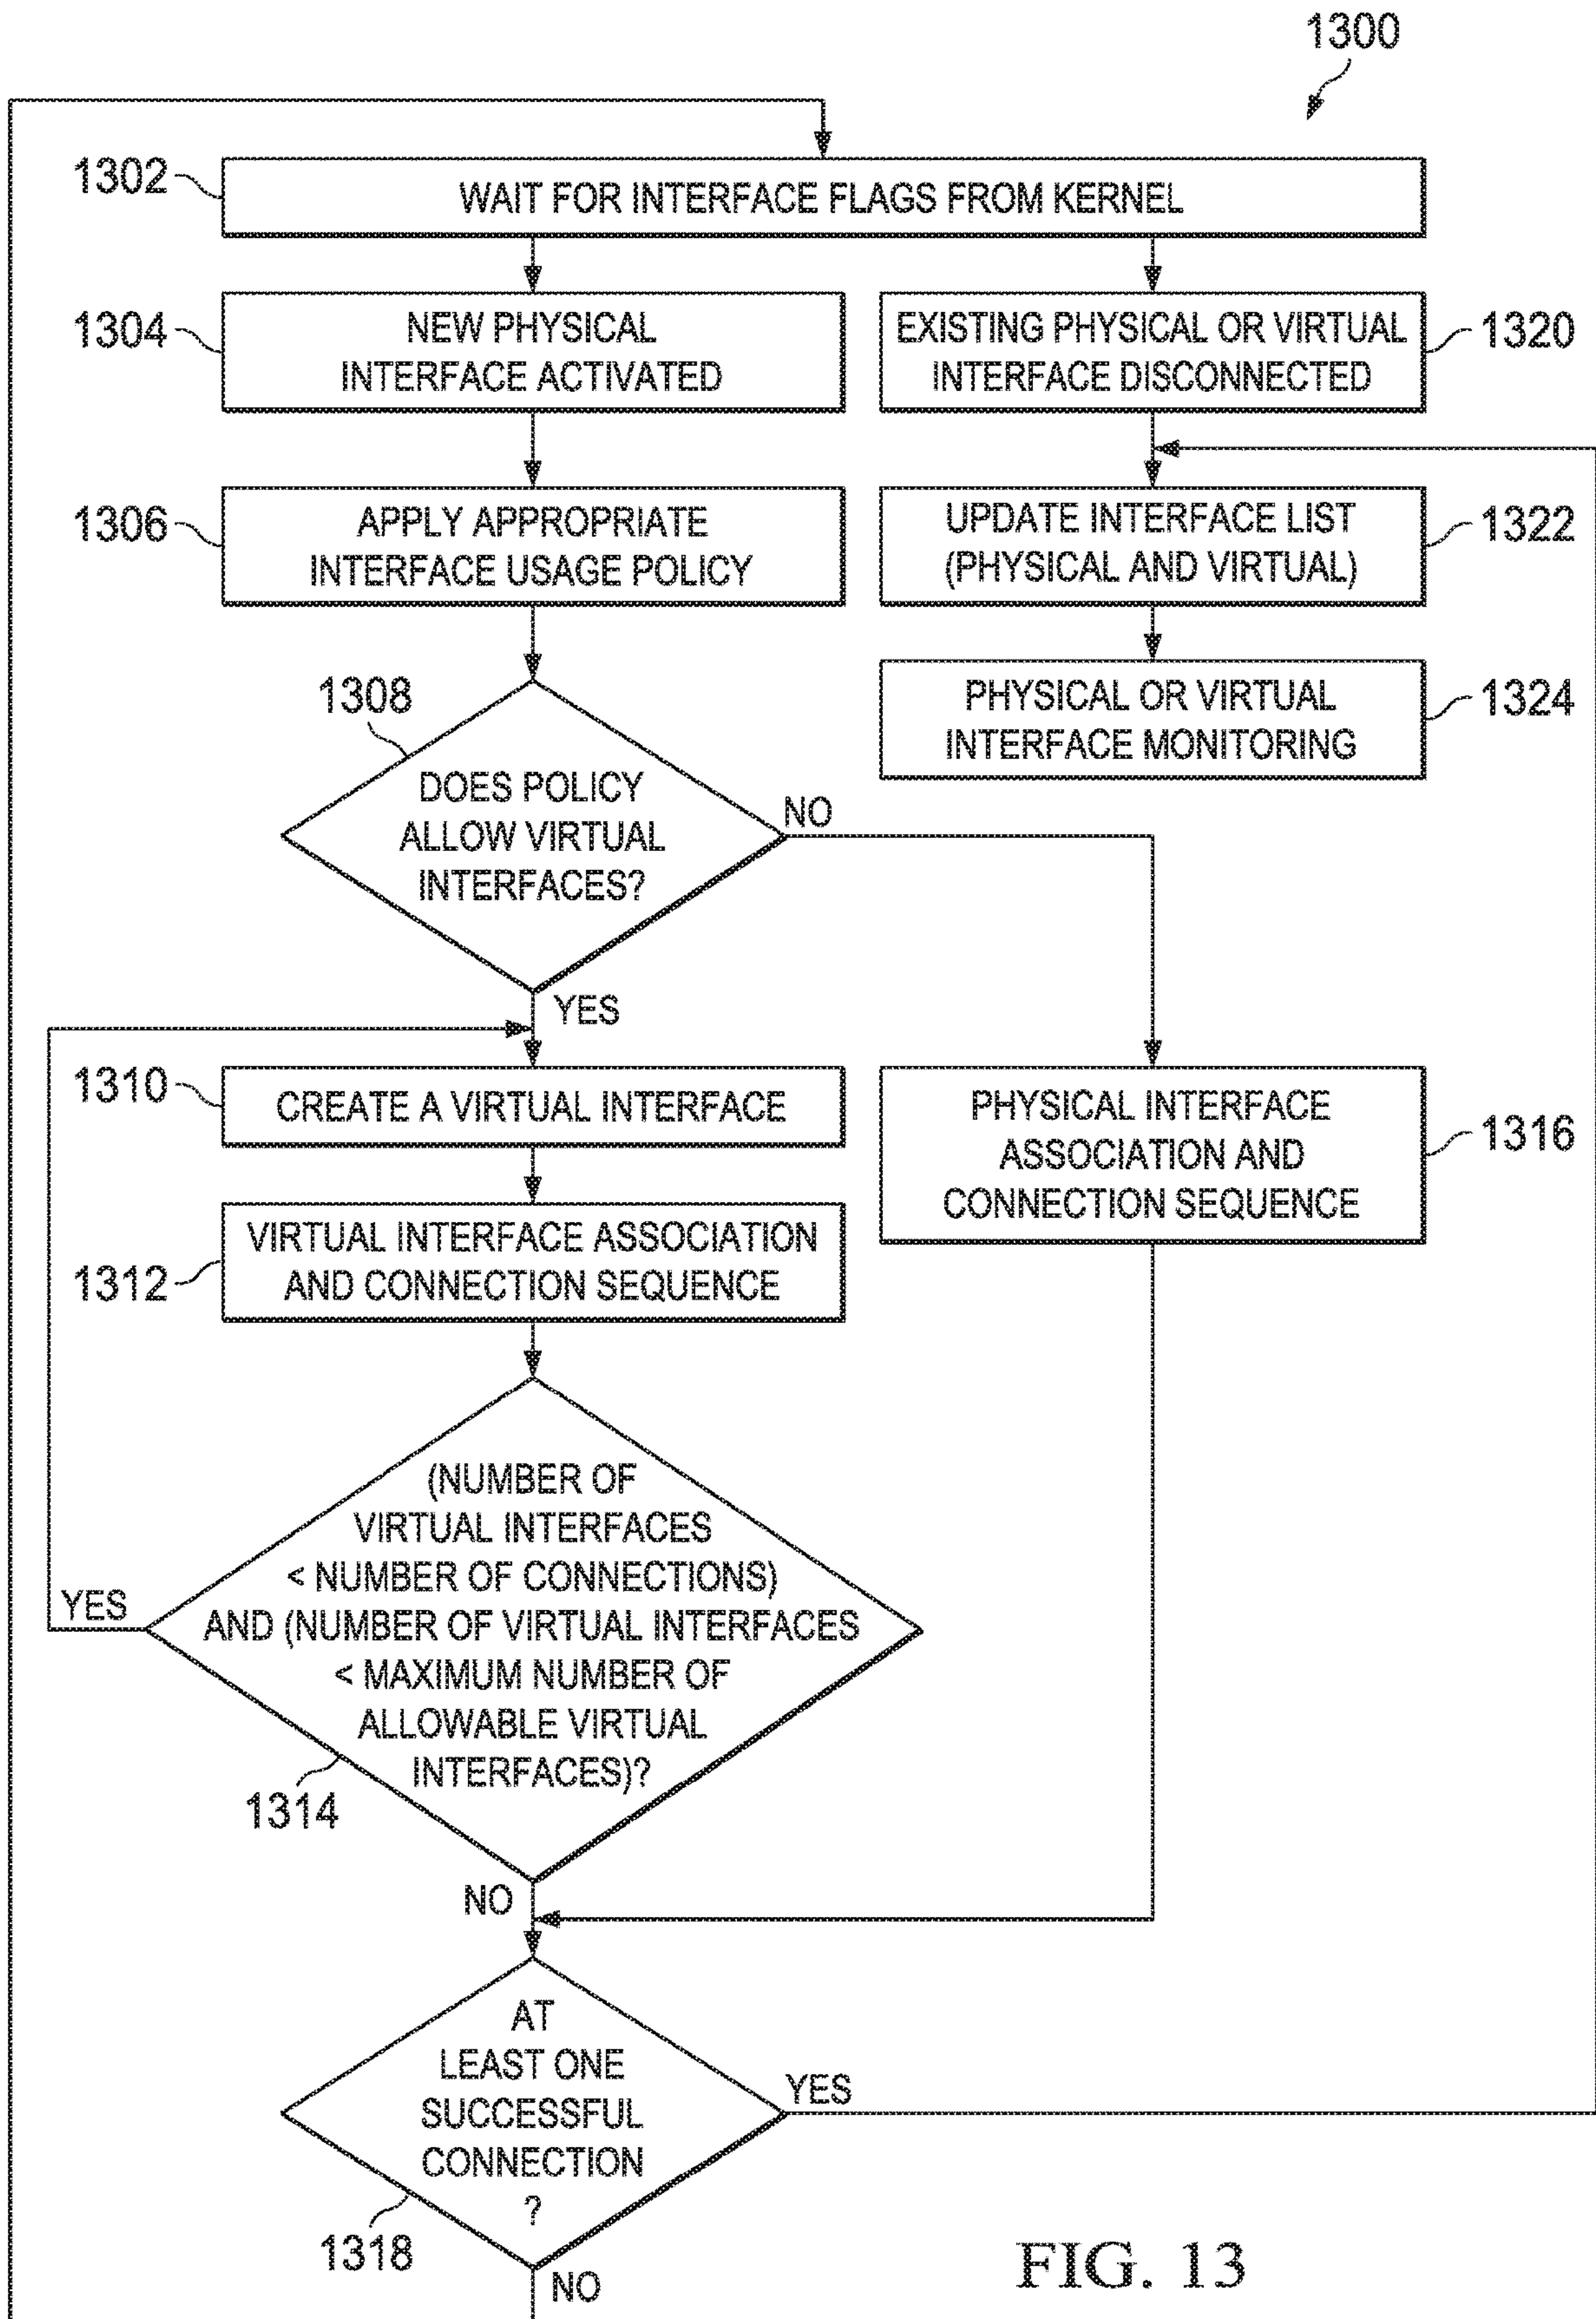 1300
1302
WAIT FOR INTERFACE FLAGS FROM KERNEL
1304
NEW PHYSICAL
INTERFACE ACTIVATED
EXISTING PHYSICAL OR VIRTUAL
INTERFACE DISCONNECTED
1320
1306
APPLY APPROPRIATE
INTERFACE USAGE POLICY
UPDATE INTERFACE LIST
(PHYSICAL AND VIRTUAL)
1322
PHYSICAL OR VIRTUAL
INTERFACE MONITORING
1324
1308
DOES POLICY
ALLOW VIRTUAL
INTERFACES?
NO
YES
1310
CREATE A VIRTUAL INTERFACE
PHYSICAL INTERFACE
ASSOCIATION AND
CONNECTION SEQUENCE
1316
1312
VIRTUAL INTERFACE ASSOCIATION
AND CONNECTION SEQUENCE
(NUMBER OF
VIRTUAL INTERFACES
< NUMBER OF CONNECTIONS)
AND (NUMBER OF VIRTUAL INTERFACES
< MAXIMUM NUMBER OF
ALLOWABLE VIRTUAL
INTERFACES)?
YES
1314
NO
AT
LEAST ONE
SUCCESSFUL
CONNECTION
?
YES
1318
NO
FIG. 13